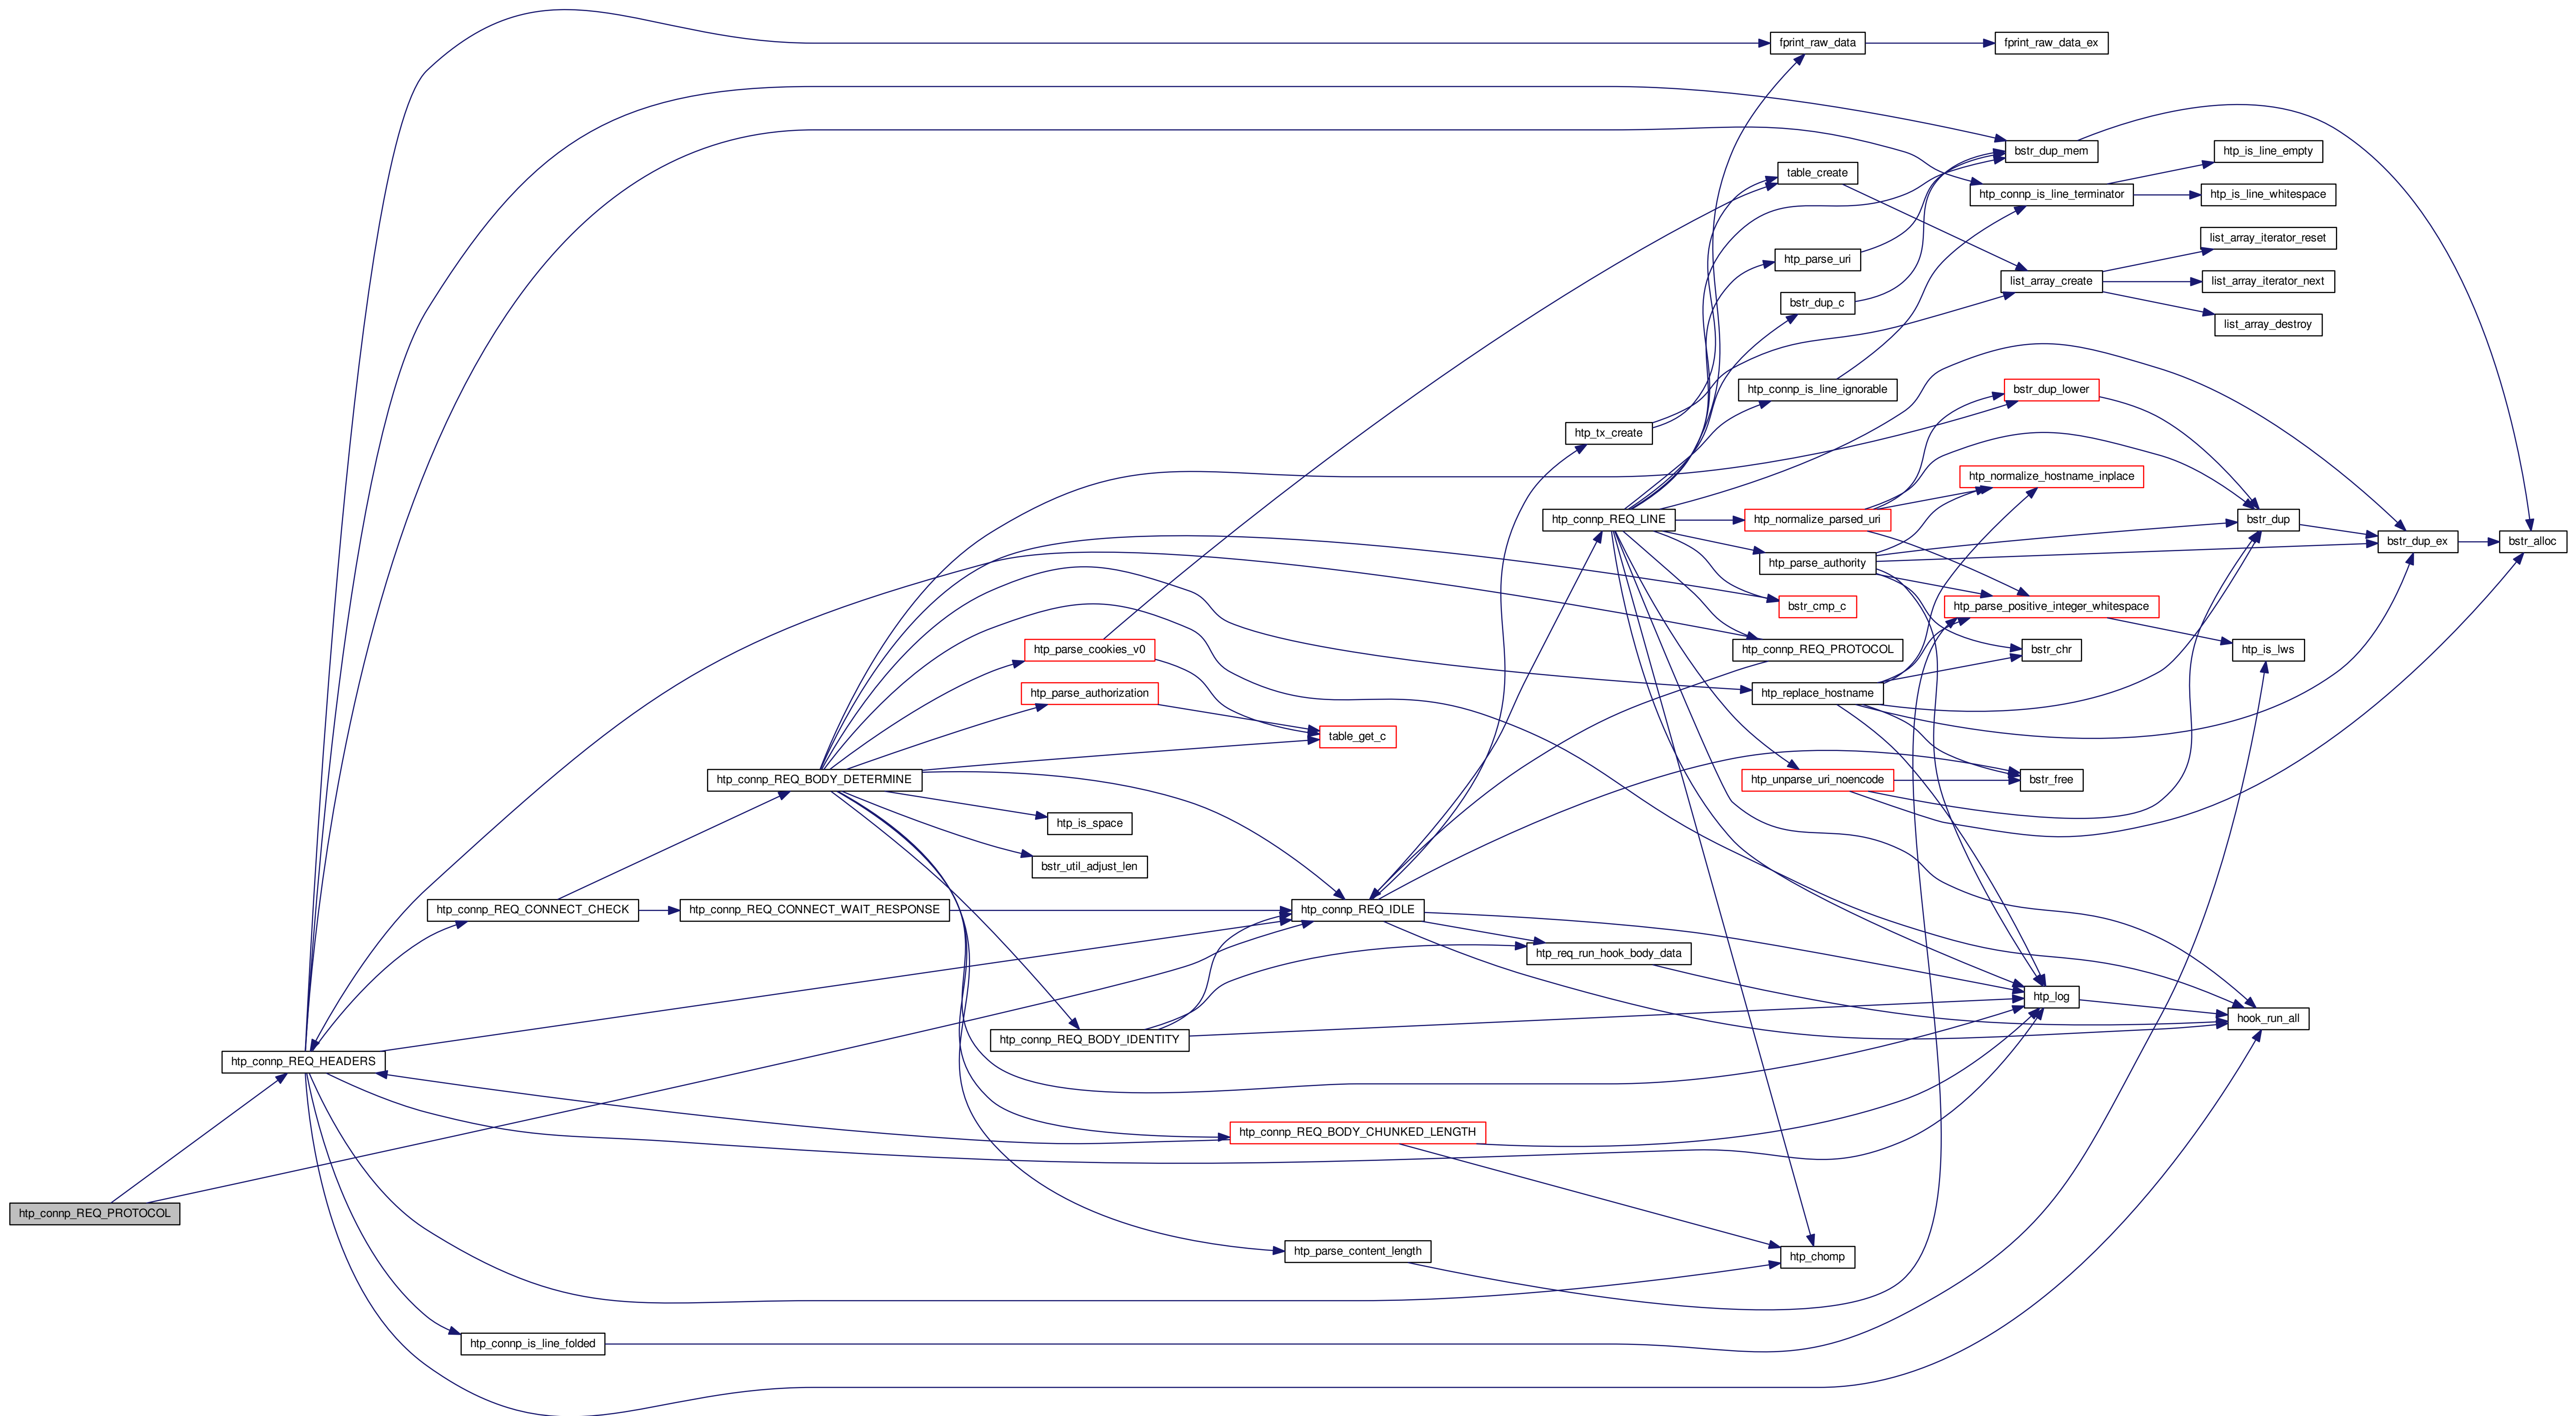 fprint_raw_data
fprint_raw_data_ex
bstr_dup_mem
htp_is_line_empty
table_create
htp_connp_is_line_terminator
htp_is_line_whitespace
htp_parse_uri
list_array_iterator_reset
list_array_create
list_array_iterator_next
bstr_dup_c
list_array_destroy
htp_connp_is_line_ignorable
bstr_dup_lower
htp_tx_create
htp_normalize_hostname_inplace
htp_connp_REQ_LINE
htp_normalize_parsed_uri
bstr_dup
bstr_dup_ex
bstr_alloc
htp_parse_authority
bstr_cmp_c
htp_parse_positive_integer_whitespace
htp_parse_cookies_v0
htp_connp_REQ_PROTOCOL
bstr_chr
htp_is_lws
htp_parse_authorization
htp_replace_hostname
table_get_c
htp_connp_REQ_BODY_DETERMINE
htp_unparse_uri_noencode
bstr_free
htp_is_space
bstr_util_adjust_len
htp_connp_REQ_CONNECT_CHECK
htp_connp_REQ_CONNECT_WAIT_RESPONSE
htp_connp_REQ_IDLE
htp_req_run_hook_body_data
htp_log
hook_run_all
htp_connp_REQ_BODY_IDENTITY
htp_connp_REQ_HEADERS
htp_connp_REQ_BODY_CHUNKED_LENGTH
htp_connp_REQ_PROTOCOL
htp_parse_content_length
htp_chomp
htp_connp_is_line_folded